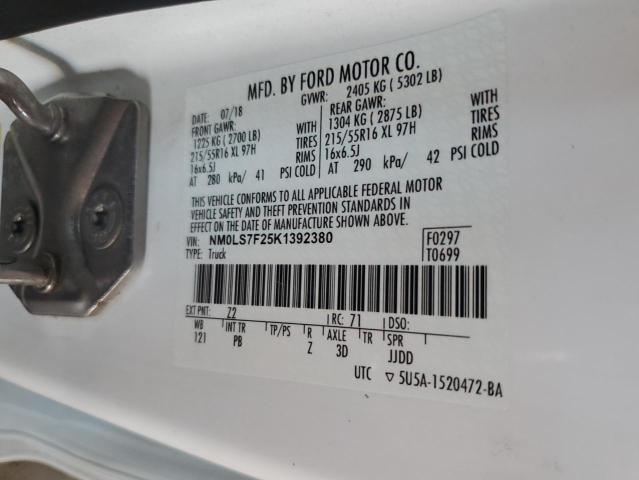 MFD. BY FORD MOTOR CO.
DATE: 07/18 GVWR: 2405 KG ( 5302 LB)
FRONT GAWR: REAR GAWR:
1225 KG ( 2700 LB) WITH 1304 KG ( 2875 LB) WITH
215/55R16 XL 97H TIRES 215/55R16 XL 97H TIRES
16x6.5J RIMS 16x6.5J RIMS
AT 280 kPa/ 41 PSI COLD AT 290 kPa/ 42 PSI COLD
THIS VEHICLE CONFORMS TO ALL APPLICABLE FEDERAL MOTOR
VEHICLE SAFETY AND THEFT PREVENTION STANDARDS IN
EFFECT ON THE DATE OF MANUFACTURE SHOWN ABOVE.
VIN: NM0LS7F25K1392380 F0297
TYPE: Truck T0699
EXT PNT: Z2 RC: 71 DSO:
WB INT TR TP/PS R AXLE TR SPR
121 PB Z 3D JJDD
UTC ▽ 5U5A-1520472-BA